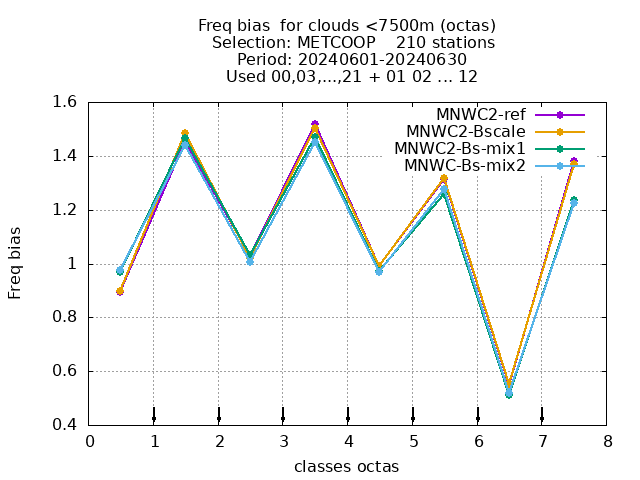 Freq bias  for clouds <7500m (octas)
Selection: METCOOP    210 stations
Period: 20240601-20240630
Used 00,03,...,21 + 01 02 ... 12
MNWC2-ref
MNWC2-Bscale
MNWC2-Bs-mix1
MNWC-Bs-mix2
Freq bias
1.6
1.4
1.2
1
0.8
0.6
0.4
0 1 2 3 4 5 6 7 8
classes octas